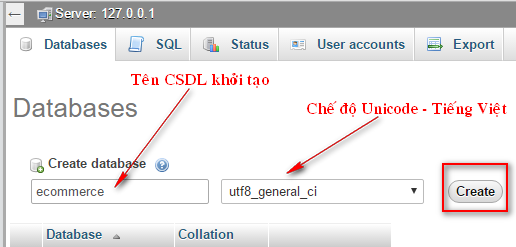 Server: 127.0.0.1
Databases SQL Status User accounts Export
Tên CSDL khởi tạo
Databases
Chế độ Unicode - Tiếng Việt
Create database
ecommerce utf8_general_ci Create
Database Collation